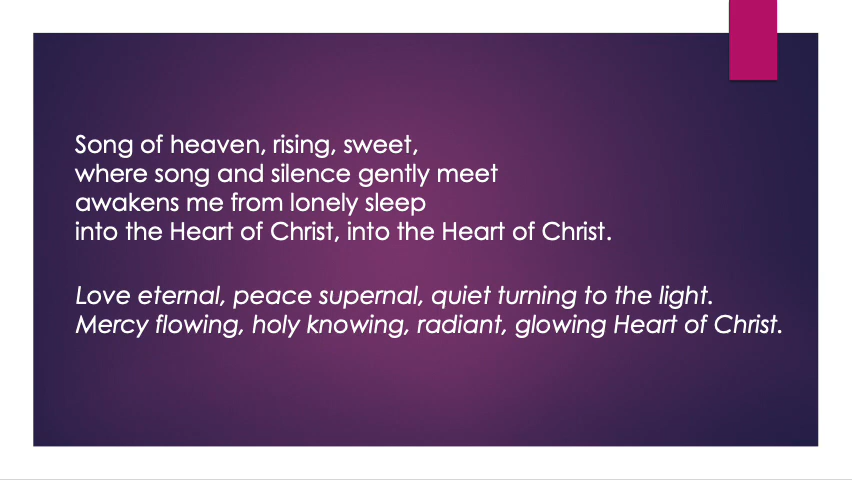 Song of heaven, rising, sweet,
where song and silence gently meet
awakens me from lonely sleep
into the Heart of Christ, into the Heart of Christ.
Love eternal, peace supernal, quiet turning to the light.
Mercy flowing, holy knowing, radiant, glowing Heart of Christ.